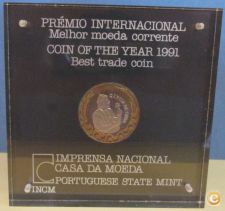 PRÉMIO INTERNACIONAL
Melhor moeda corrente
COIN OF THE YEAR 1991
Best trade coin
IMPRENSA NACIONAL
CASA DA MOEDA
PORTUGUESE STATE MINT
INCM